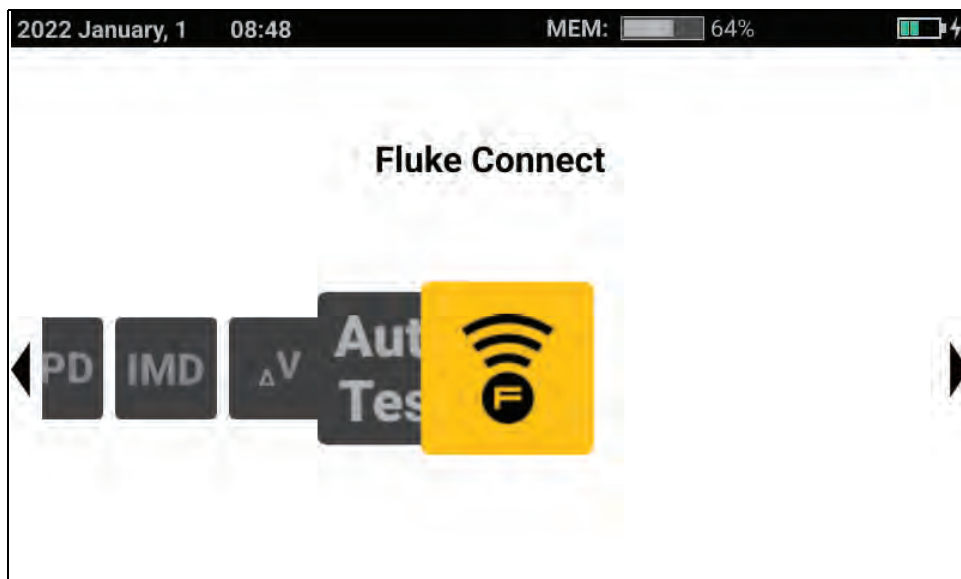 2022 January, 1 08:48 MEM: 64%
Fluke Connect
PD IMD ΔV Aut
Tes
F